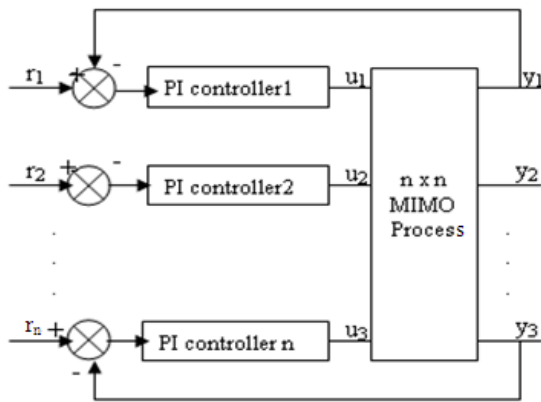 r1 + - PI controller1 u1 y1
r2 + - PI controller2 u2 n x n y2
MIMO
Process
rn + PI controller n u3 y3
-